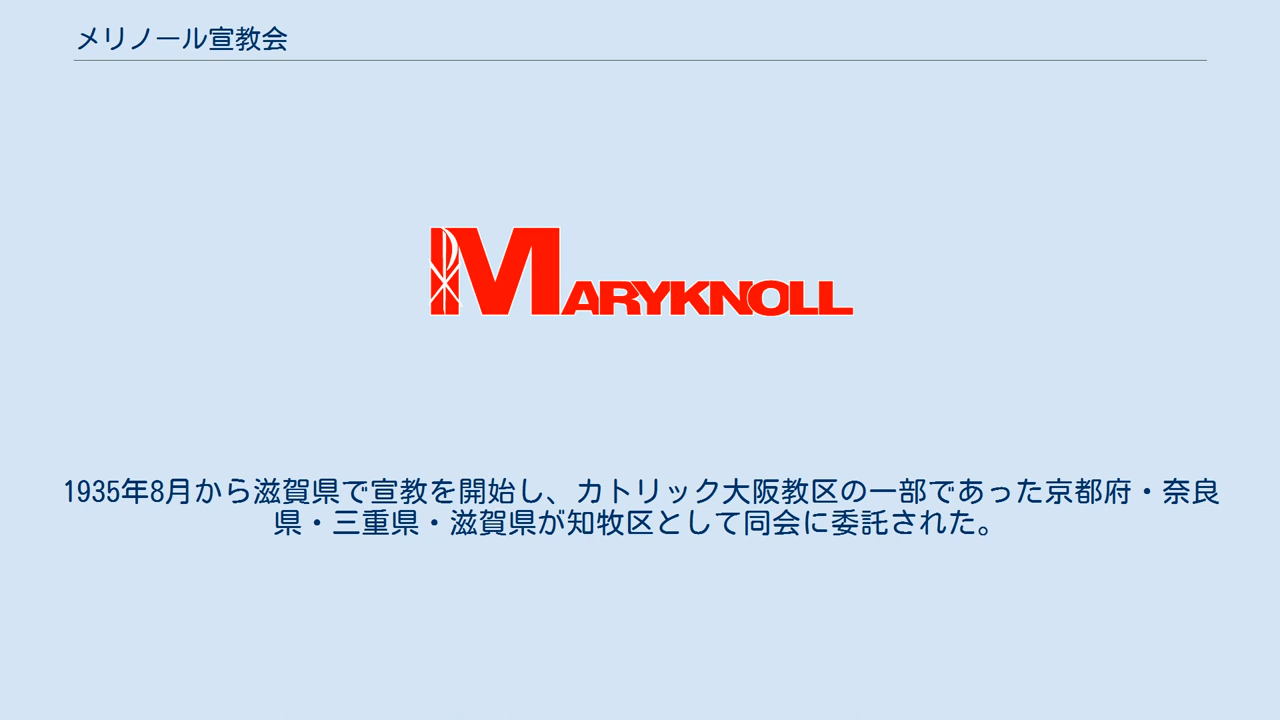 メリノール宣教会
MARYKNOLL
1935年8月から滋賀県で宣教を開始し、カトリック大阪教区の一部であった京都府・奈良
県・三重県・滋賀県が知牧区として同会に委託された。